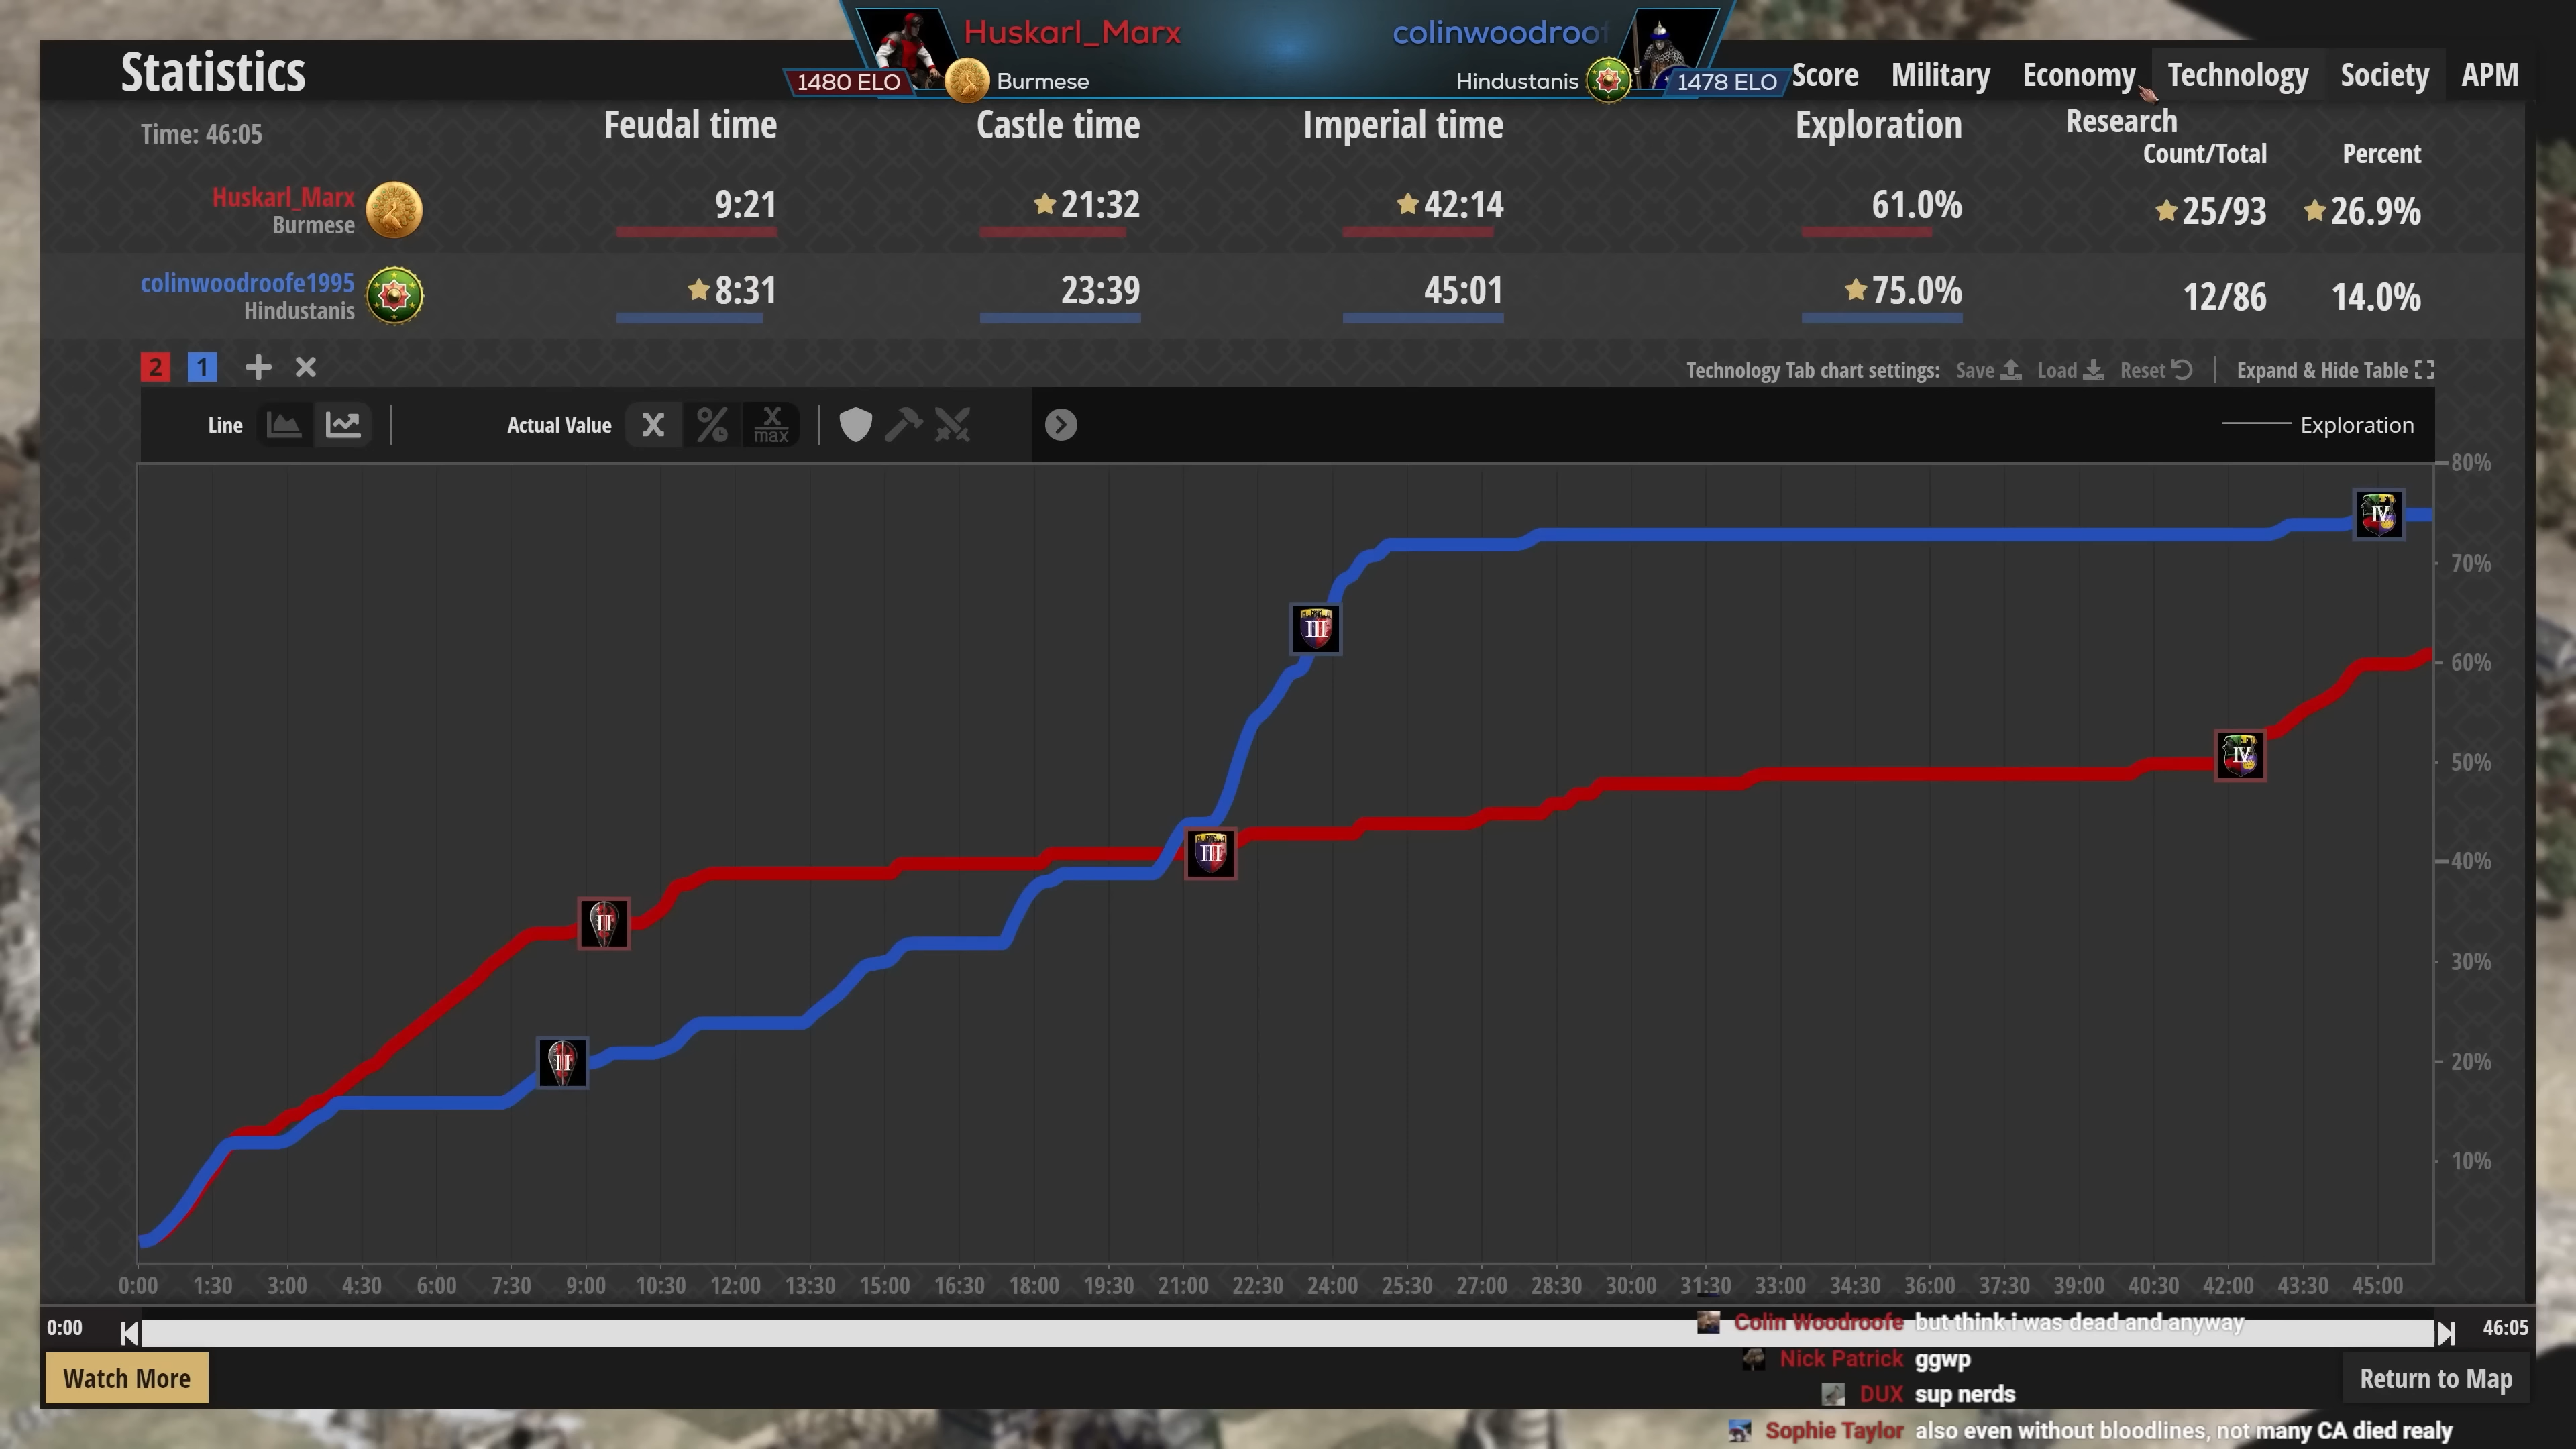 Huskarl_Marx
colinwoodroof
1480 ELO
Burmese
Hindustanis
1478 ELO
Statistics
Score Military Economy Technology Society APM
Time: 46:05
Feudal time Castle time Imperial time Exploration Research
Count/Total Percent
Huskarl_Marx
Burmese
9:21 21:32 42:14 61.0% 25/93 26.9%
colinwoodroofe1995
Hindustanis
8:31 23:39 45:01 75.0% 12/86 14.0%
2 1
Technology Tab chart settings: Save Load Reset Expand & Hide Table
Line Actual Value X % X max
Exploration
80%
IV
70%
III
60%
IV
50%
III
40%
II
30%
II
20%
10%
0:00 1:30 3:00 4:30 6:00 7:30 9:00 10:30 12:00 13:30 15:00 16:30 18:00 19:30 21:00 22:30 24:00 25:30 27:00 28:30 30:00 31:30 33:00 34:30 36:00 37:30 39:00 40:30 42:00 43:30 45:00
0:00
46:05
Colin Woodroofe but think i was dead and anyway
Nick Patrick ggwp
DUX sup nerds
Sophie Taylor also even without bloodlines, not many CA died realy
Watch More
Return to Map